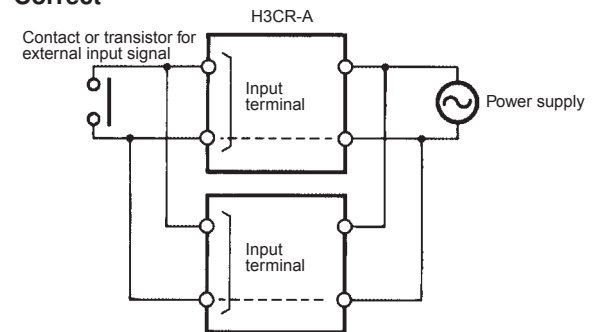 Correct
H3CR-A
Contact or transistor for
external input signal
Input
terminal
Power supply
Input
terminal